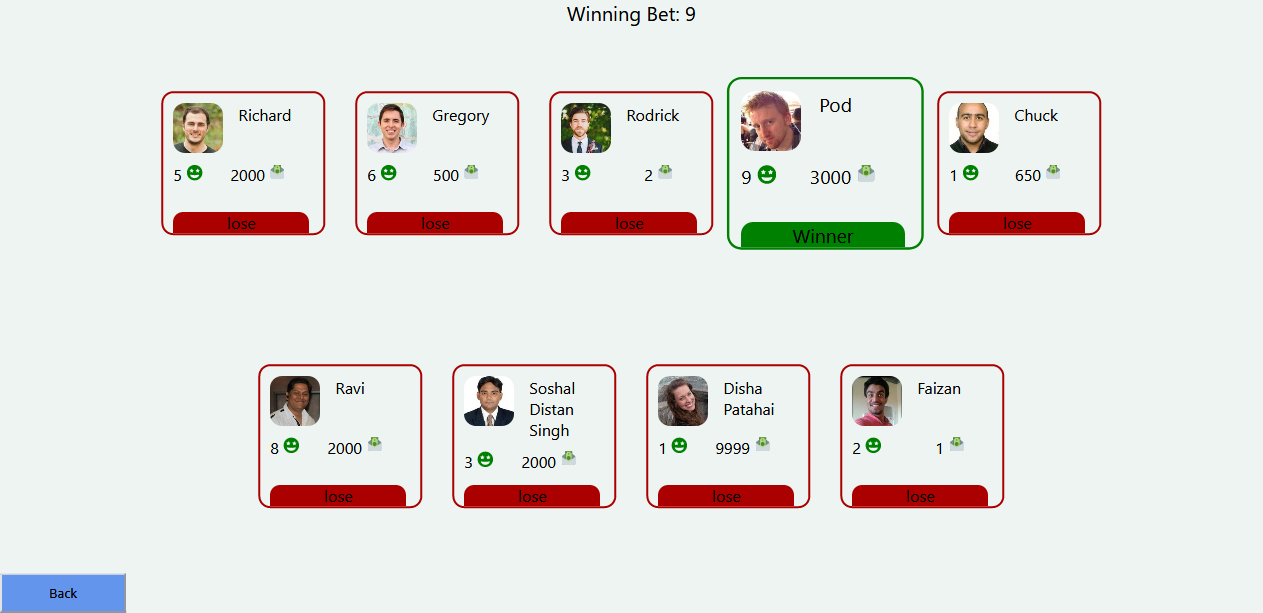 Winning Bet: 9
Richard
5 2000
lose
Gregory
6 500
lose
Rodrick
3 2
lose
Pod
9 3000
Winner
Chuck
1 650
lose
Ravi
8 2000
lose
Soshal
Distan
Singh
3 2000
lose
Disha
Patahai
1 9999
lose
Faizan
2 1
lose
Back